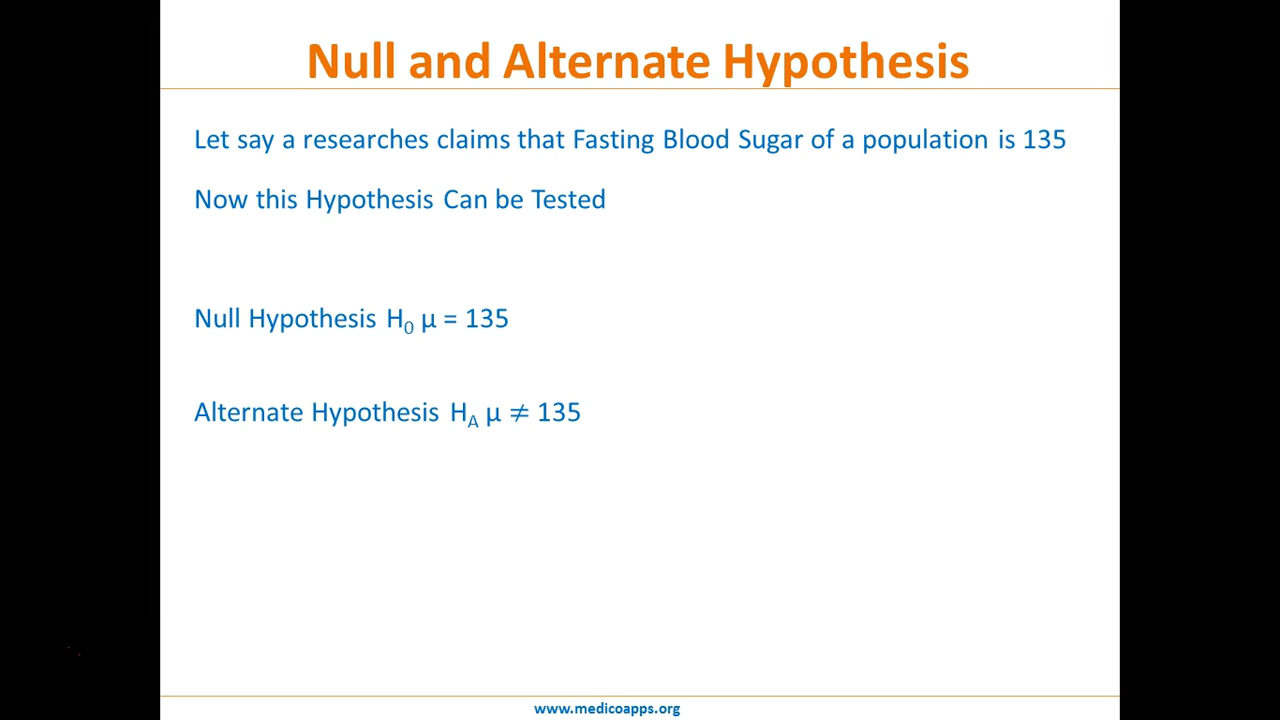 Null and Alternate Hypothesis
Let say a researches claims that Fasting Blood Sugar of a population is 135
Now this Hypothesis Can be Tested
Null Hypothesis H₀ μ = 135
Alternate Hypothesis H_A μ ≠ 135
www.medicoapps.org